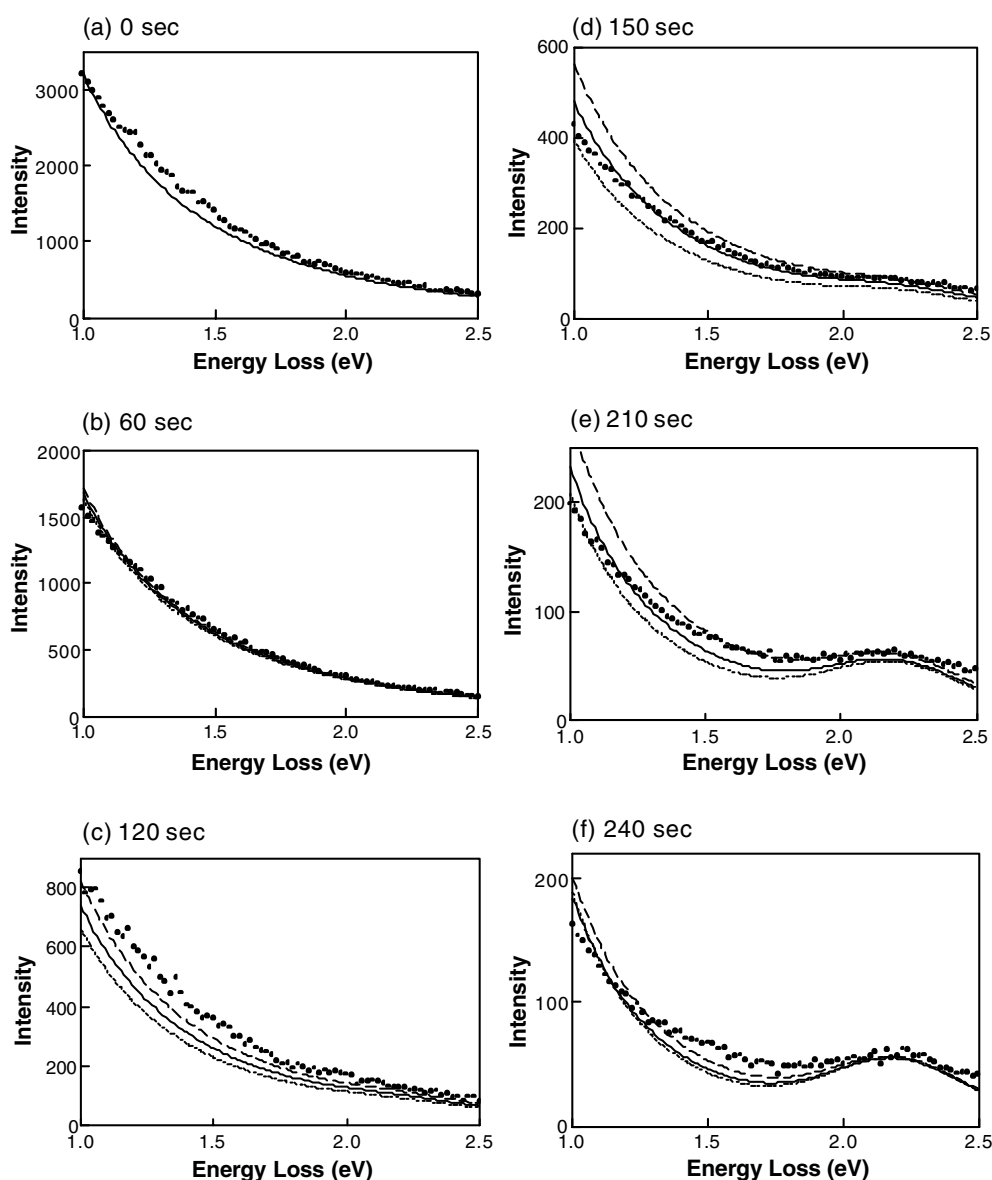 (a) 0 sec
Intensity
3000
2000
1000
0
1.0 1.5 2.0 2.5
Energy Loss (eV)
(b) 60 sec
Intensity
2000
1500
1000
500
0
1.0 1.5 2.0 2.5
Energy Loss (eV)
(c) 120 sec
Intensity
800
600
400
200
0
1.0 1.5 2.0 2.5
Energy Loss (eV)
(d) 150 sec
Intensity
600
400
200
0
1.0 1.5 2.0 2.5
Energy Loss (eV)
(e) 210 sec
Intensity
200
100
0
1.0 1.5 2.0 2.5
Energy Loss (eV)
(f) 240 sec
Intensity
200
100
0
1.0 1.5 2.0 2.5
Energy Loss (eV)